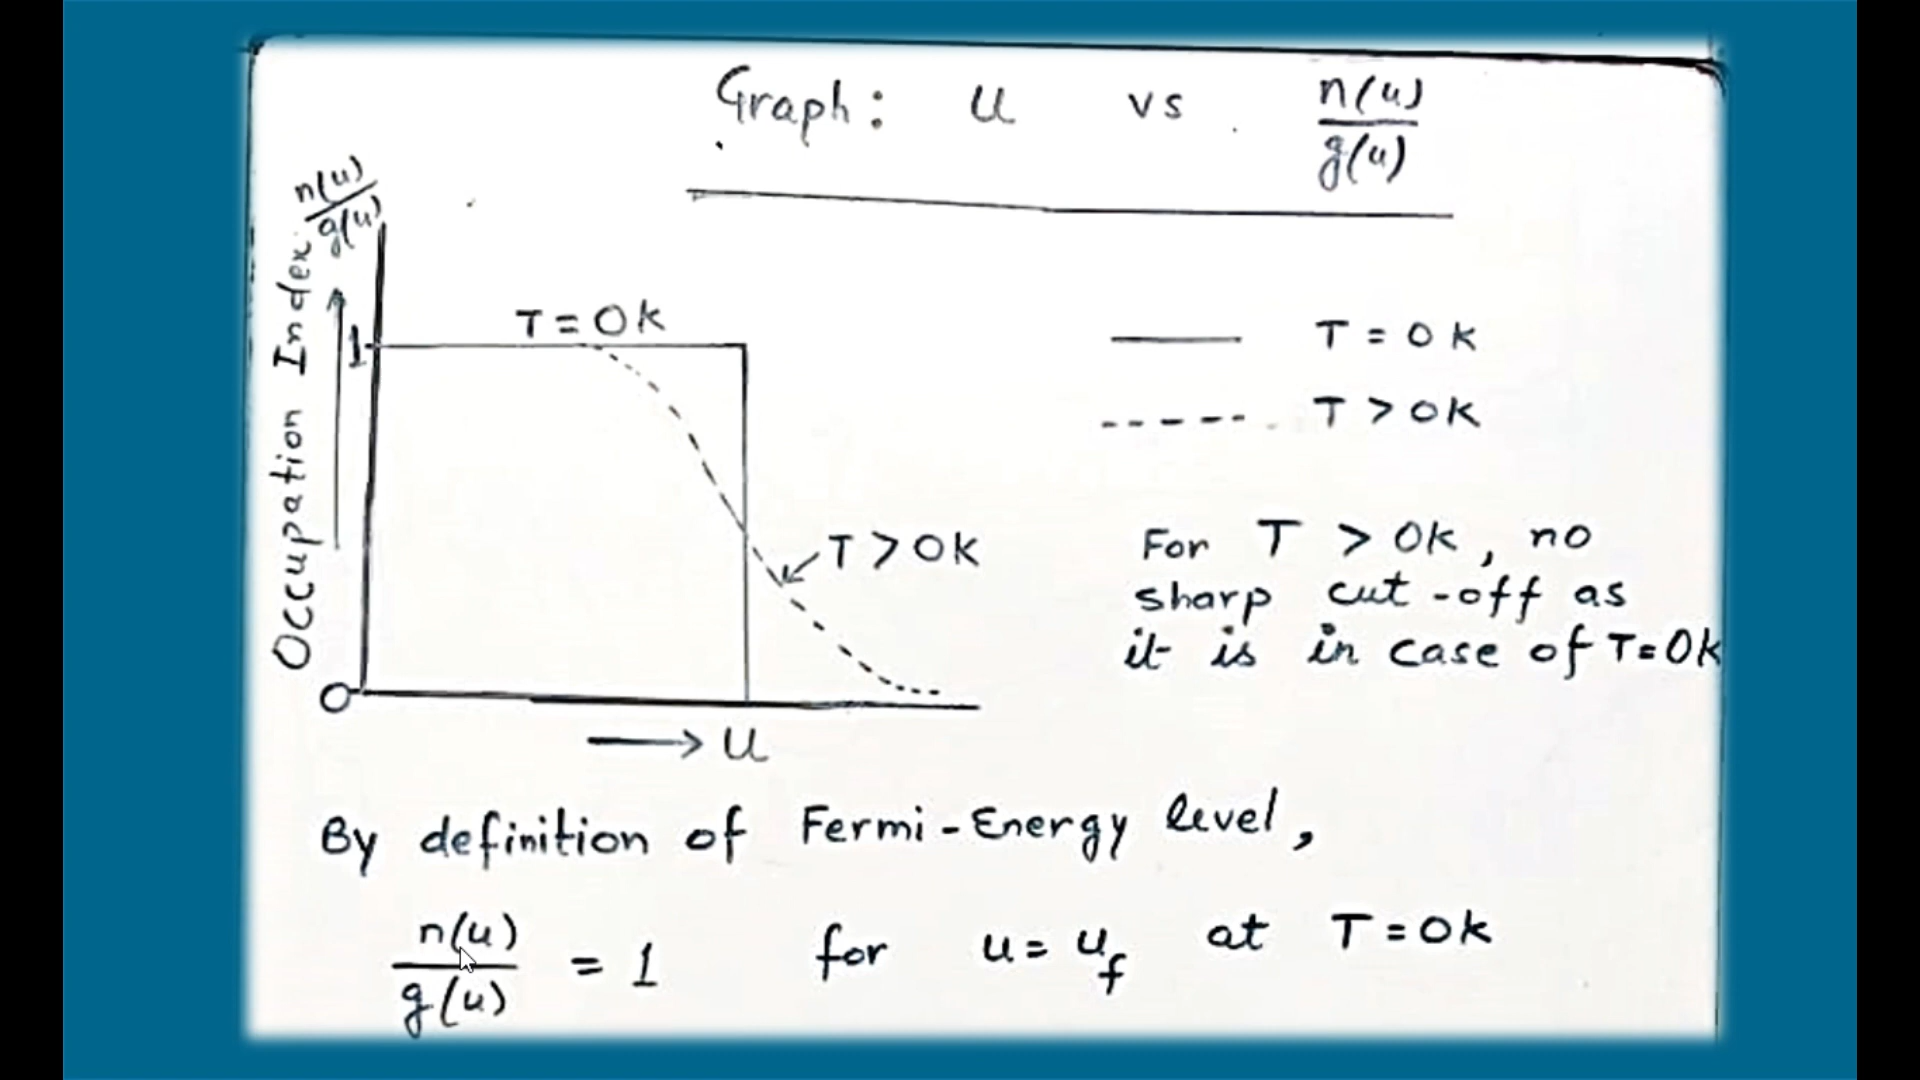 Graph: u vs n(u)/g(u)
n(u)/g(u)
Occupation Index
1
T = 0k
T > 0k
0
u
T = 0k
T > 0k
For T > 0k, no
sharp cut-off as
it is in case of T=0k
By definition of Fermi-Energy level,
n(u)/g(u) = 1 for u = u_f at T = 0k